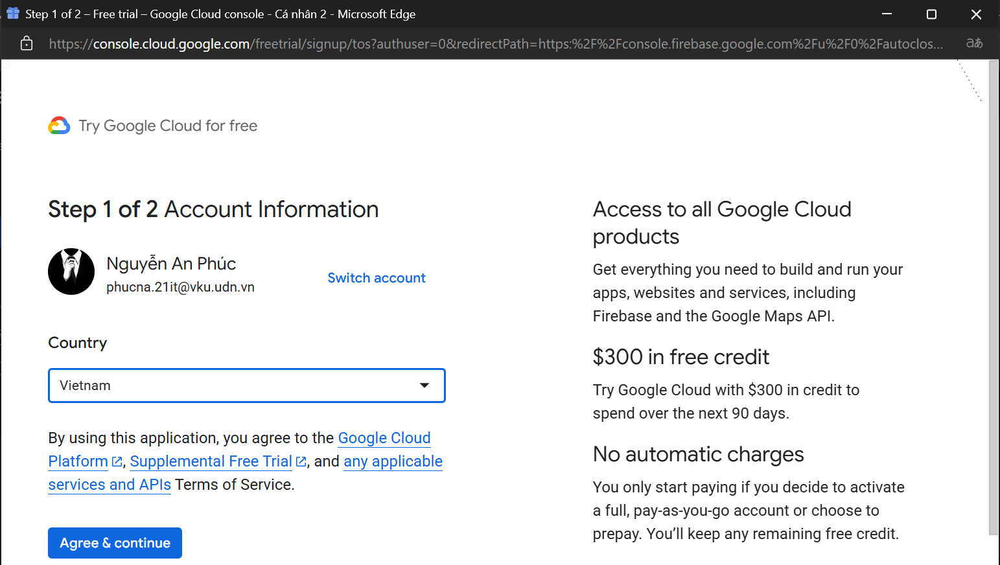 Step 1 of 2 – Free trial – Google Cloud console - Cá nhân 2 - Microsoft Edge
https://console.cloud.google.com/freetrial/signup/tos?authuser=0&redirectPath=https:%2F%2Fconsole.firebase.google.com%2Fu%2F0%2Fautoclos...
aあ
Try Google Cloud for free
Step 1 of 2 Account Information
Nguyễn An Phúc
phucna.21it@vku.udn.vn
Switch account
Country
Vietnam
By using this application, you agree to the Google Cloud
Platform, Supplemental Free Trial, and any applicable
services and APIs Terms of Service.
Agree & continue
Access to all Google Cloud
products
Get everything you need to build and run your
apps, websites and services, including
Firebase and the Google Maps API.
$300 in free credit
Try Google Cloud with $300 in credit to
spend over the next 90 days.
No automatic charges
You only start paying if you decide to activate
a full, pay-as-you-go account or choose to
prepay. You’ll keep any remaining free credit.